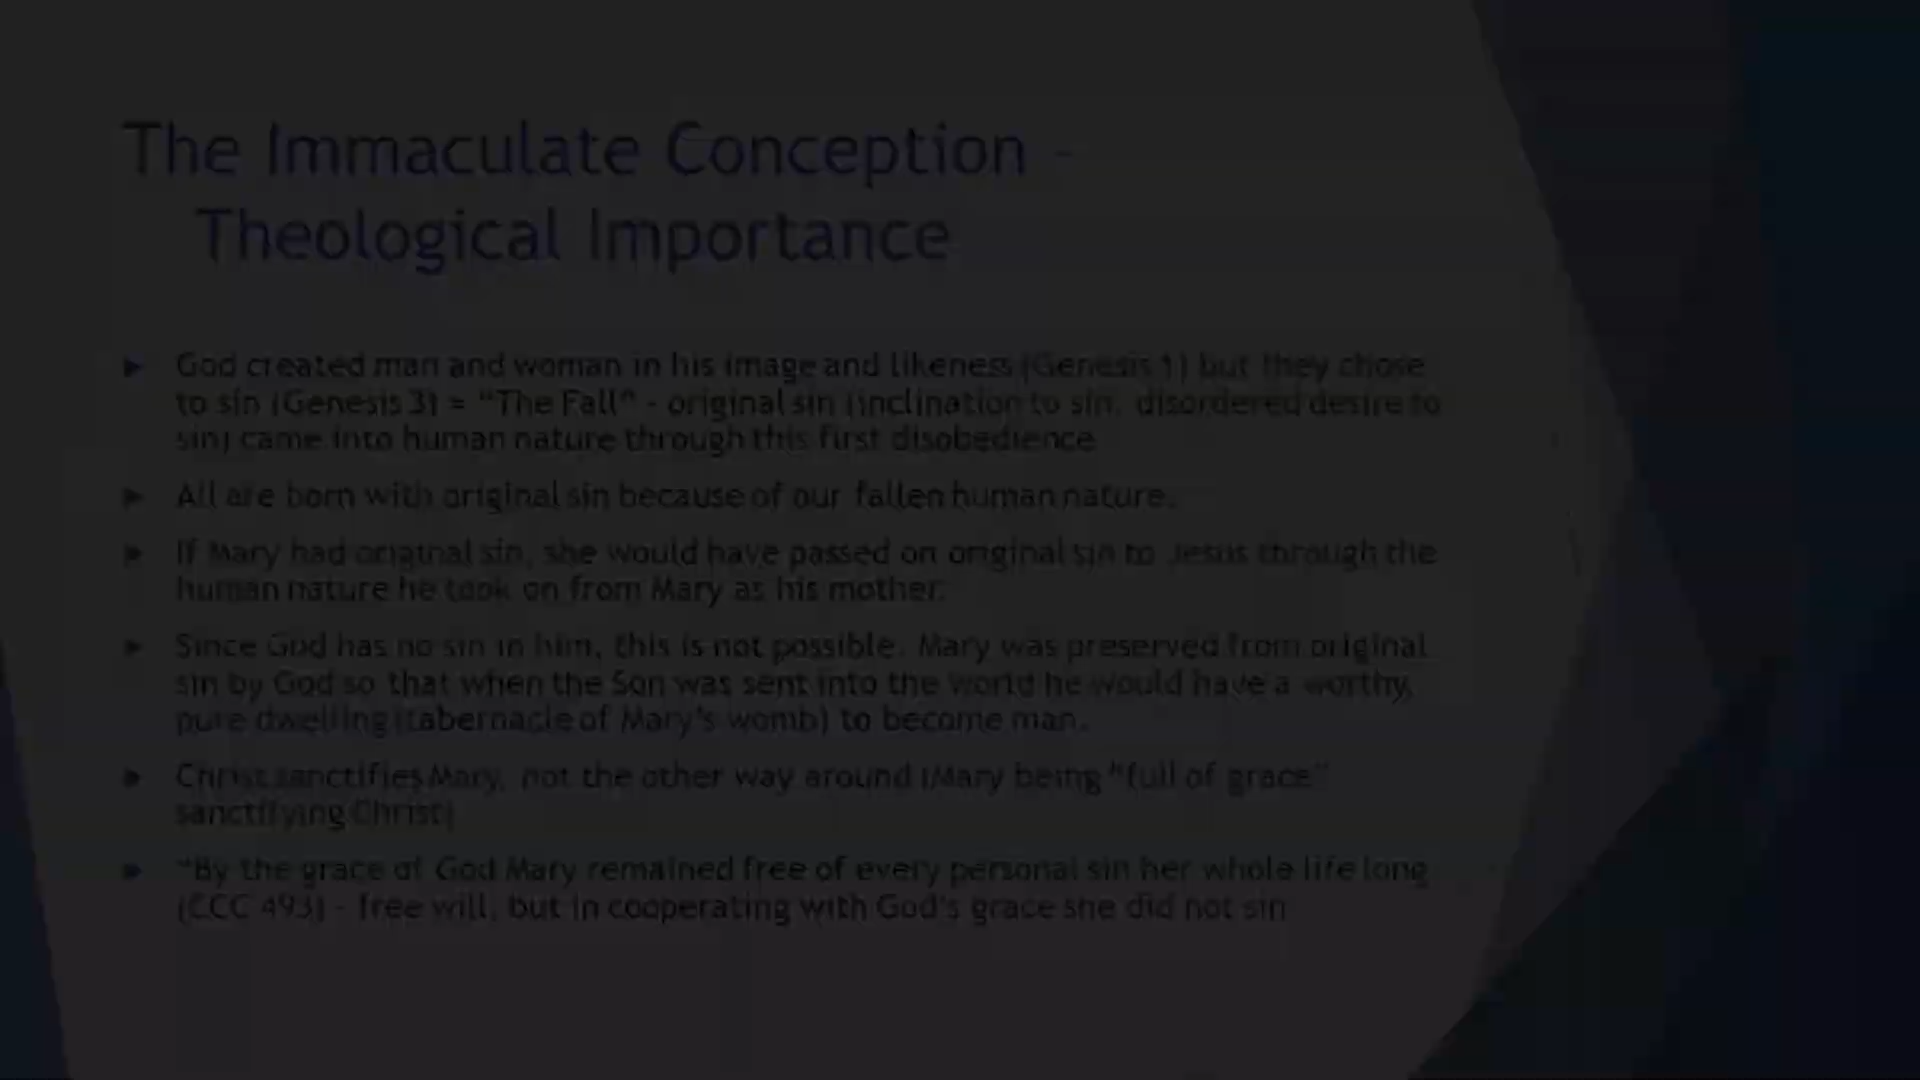 The Immaculate Conception -
Theological Importance
God created man and woman in his image and likeness (Genesis 1) but they chose
to sin (Genesis 3) = "The Fall" - original sin (inclination to sin, disordered desire to
sin) came into human nature through this first disobedience
All are born with original sin because of our fallen human nature.
If Mary had original sin, she would have passed on original sin to Jesus through the
human nature he took on from Mary as his mother.
Since God has no sin in him, this is not possible. Mary was preserved from original
sin by God so that when the Son was sent into the world he would have a worthy,
pure dwelling (tabernacle of Mary's womb) to become man.
Christ sanctifies Mary, not the other way around (Mary being "full of grace"
sanctifying Christ)
"By the grace of God Mary remained free of every personal sin her whole life long
(CCC 493) - free will, but in cooperating with God's grace she did not sin